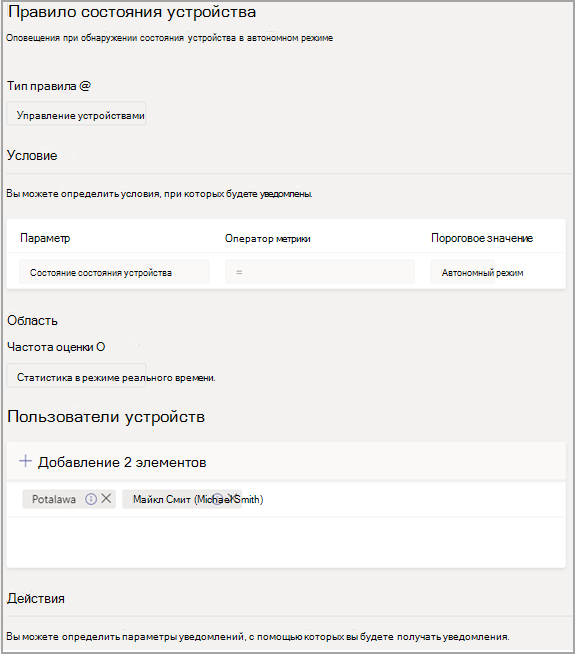 Правило состояния устройства
Оповещения при обнаружении состояния устройства в автономном режиме
Тип правила @
Управление устройствами
Условие
Вы можете определить условия, при которых будете уведомлены.
Параметр Оператор метрики Пороговое значение
Состояние состояния устройства = Автономный режим
Область
Частота оценки О
Статистика в режиме реального времени.
Пользователи устройств
+ Добавление 2 элементов
Potalawa Майкл Смит (Michael Smith)
Действия
Вы можете определить параметры уведомлений, с помощью которых вы будете получать уведомления.